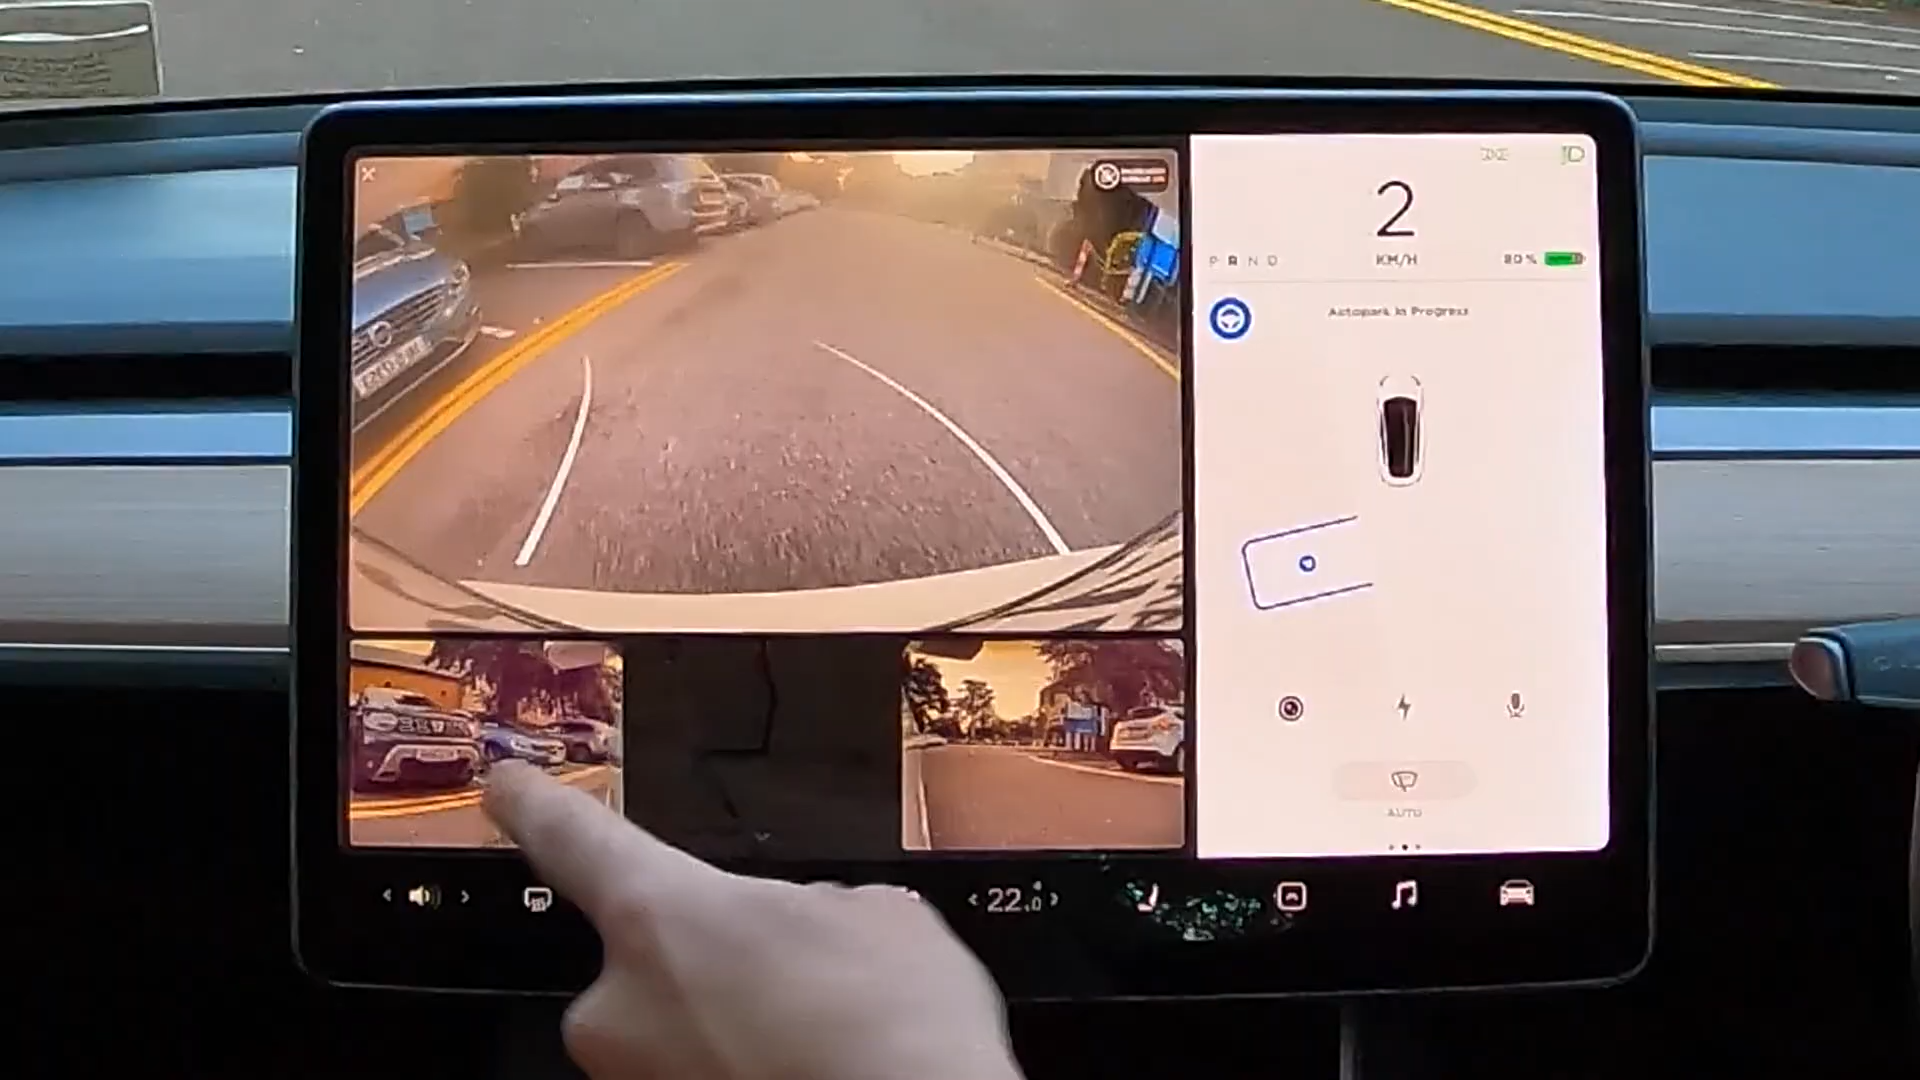 2
P R N D
KM/H
80 %
Autopark In Progress
AUTO
22.0